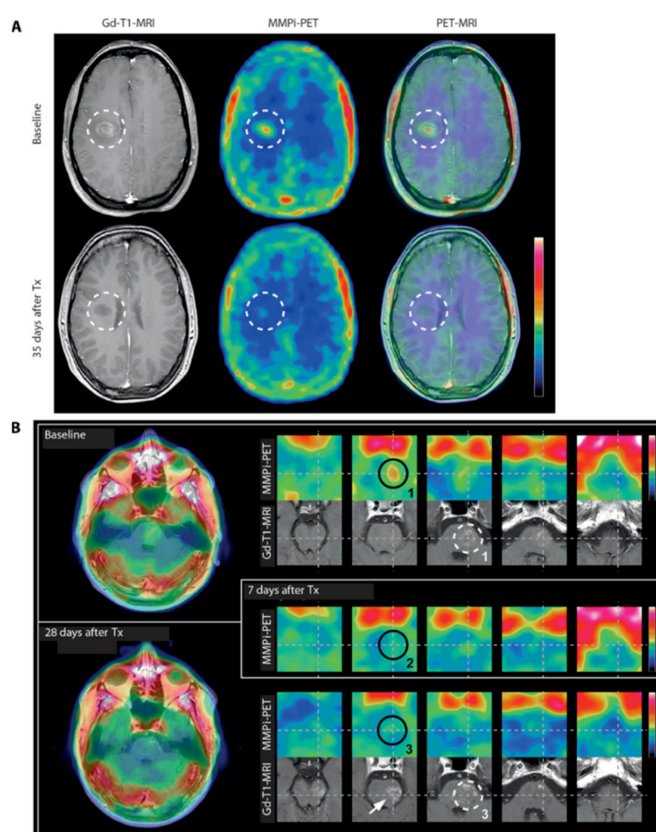 A
Gd-T1-MRI
MMPi-PET
PET-MRI
Baseline
35 days after Tx
B
Baseline
MMPi-PET
1
Gd-T1-MRI
1
7 days after Tx
MMPi-PET
2
28 days after Tx
MMPi-PET
3
Gd-T1-MRI
3